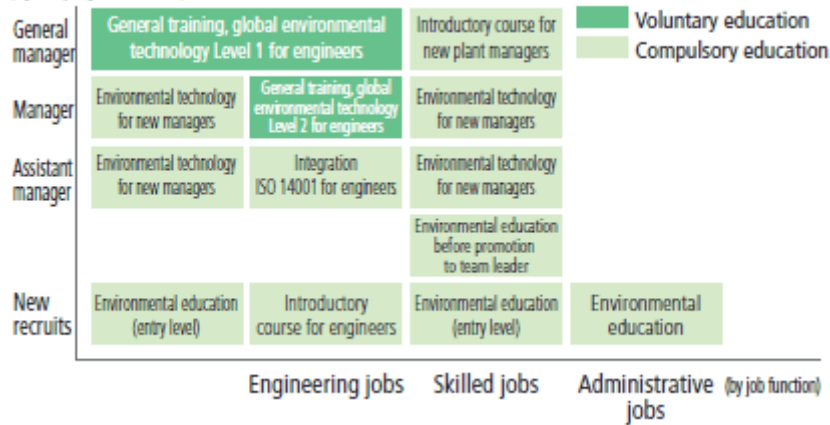 General
manager
General training, global environmental
technology Level 1 for engineers
Introductory course for
new plant managers
Voluntary education
Compulsory education
Manager
Environmental technology
for new managers
General training, global
environmental technology
Level 2 for engineers
Environmental technology
for new managers
Assistant
manager
Environmental technology
for new managers
Integration
ISO 14001 for engineers
Environmental technology
for new managers
Environmental education
before promotion
to team leader
New
recruits
Environmental education
(entry level)
Introductory
course for engineers
Environmental education
(entry level)
Environmental
education
Engineering jobs
Skilled jobs
Administrative
jobs
(by job function)